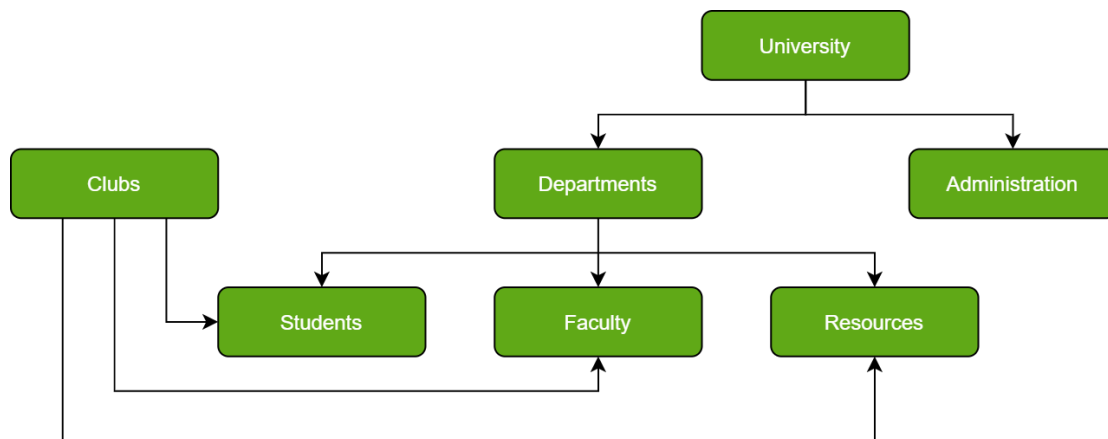 University
Clubs
Departments
Administration
Students
Faculty
Resources